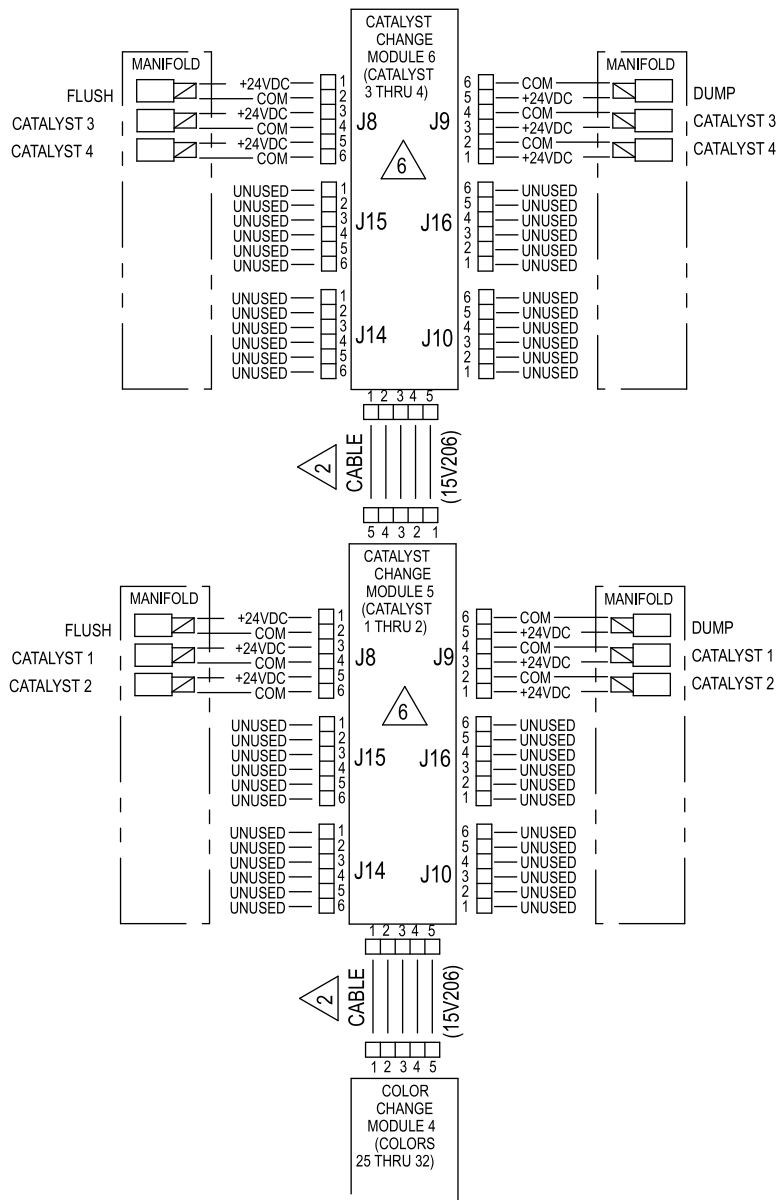 CATALYST
CHANGE
MODULE 6
(CATALYST
3 THRU 4)
MANIFOLD
FLUSH
CATALYST 3
CATALYST 4
+24VDC
COM
+24VDC
COM
+24VDC
COM
1
2
3
4
5
6
J8
J9
6
6
5
4
3
2
1
COM
+24VDC
COM
+24VDC
COM
+24VDC
MANIFOLD
DUMP
CATALYST 3
CATALYST 4
UNUSED 1
UNUSED 2
UNUSED 3
UNUSED 4
UNUSED 5
UNUSED 6
J15
J16
6 UNUSED
5 UNUSED
4 UNUSED
3 UNUSED
2 UNUSED
1 UNUSED
UNUSED 1
UNUSED 2
UNUSED 3
UNUSED 4
UNUSED 5
UNUSED 6
J14
J10
6 UNUSED
5 UNUSED
4 UNUSED
3 UNUSED
2 UNUSED
1 UNUSED
1 2 3 4 5
2
CABLE
(15V206)
5 4 3 2 1
CATALYST
CHANGE
MODULE 5
(CATALYST
1 THRU 2)
MANIFOLD
FLUSH
CATALYST 1
CATALYST 2
+24VDC
COM
+24VDC
COM
+24VDC
COM
1
2
3
4
5
6
J8
J9
6
6
5
4
3
2
1
COM
+24VDC
COM
+24VDC
COM
+24VDC
MANIFOLD
DUMP
CATALYST 1
CATALYST 2
UNUSED 1
UNUSED 2
UNUSED 3
UNUSED 4
UNUSED 5
UNUSED 6
J15
J16
6 UNUSED
5 UNUSED
4 UNUSED
3 UNUSED
2 UNUSED
1 UNUSED
UNUSED 1
UNUSED 2
UNUSED 3
UNUSED 4
UNUSED 5
UNUSED 6
J14
J10
6 UNUSED
5 UNUSED
4 UNUSED
3 UNUSED
2 UNUSED
1 UNUSED
1 2 3 4 5
2
CABLE
(15V206)
1 2 3 4 5
COLOR
CHANGE
MODULE 4
(COLORS
25 THRU 32)